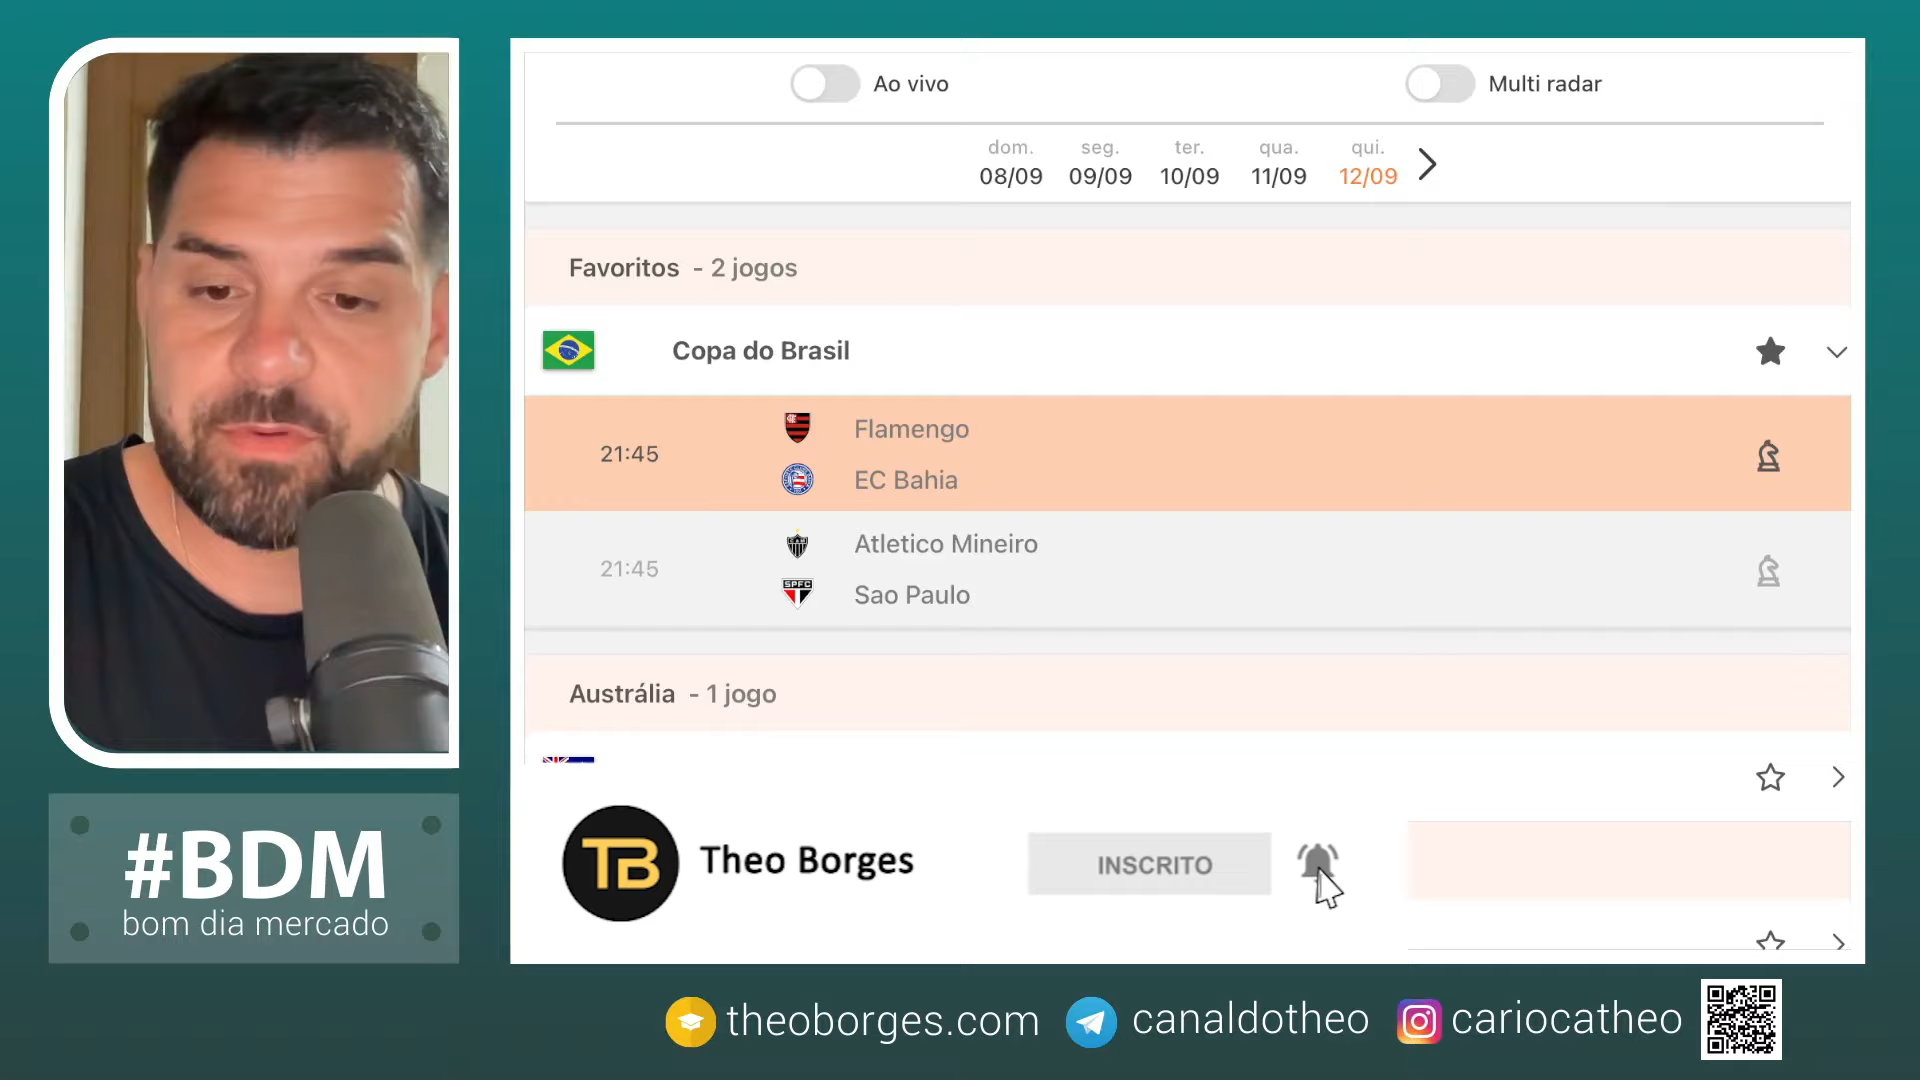 Ao vivo
Multi radar
dom. seg. ter. qua. qui.
08/09 09/09 10/09 11/09 12/09
Favoritos - 2 jogos
Copa do Brasil
21:45
Flamengo
EC Bahia
21:45
Atletico Mineiro
SPFC
Sao Paulo
Austrália - 1 jogo
TB
Theo Borges
INSCRITO
#BDM
bom dia mercado
theoborges.com
canaldotheo
cariocatheo